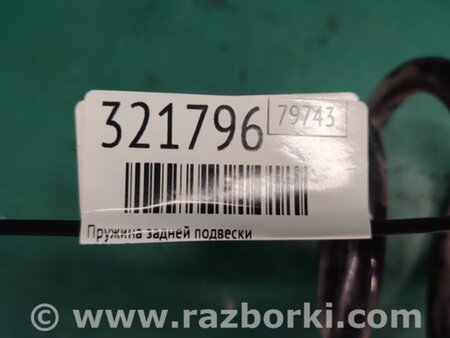 321796
79743
Пружина задней подвески
© www.razborki.com